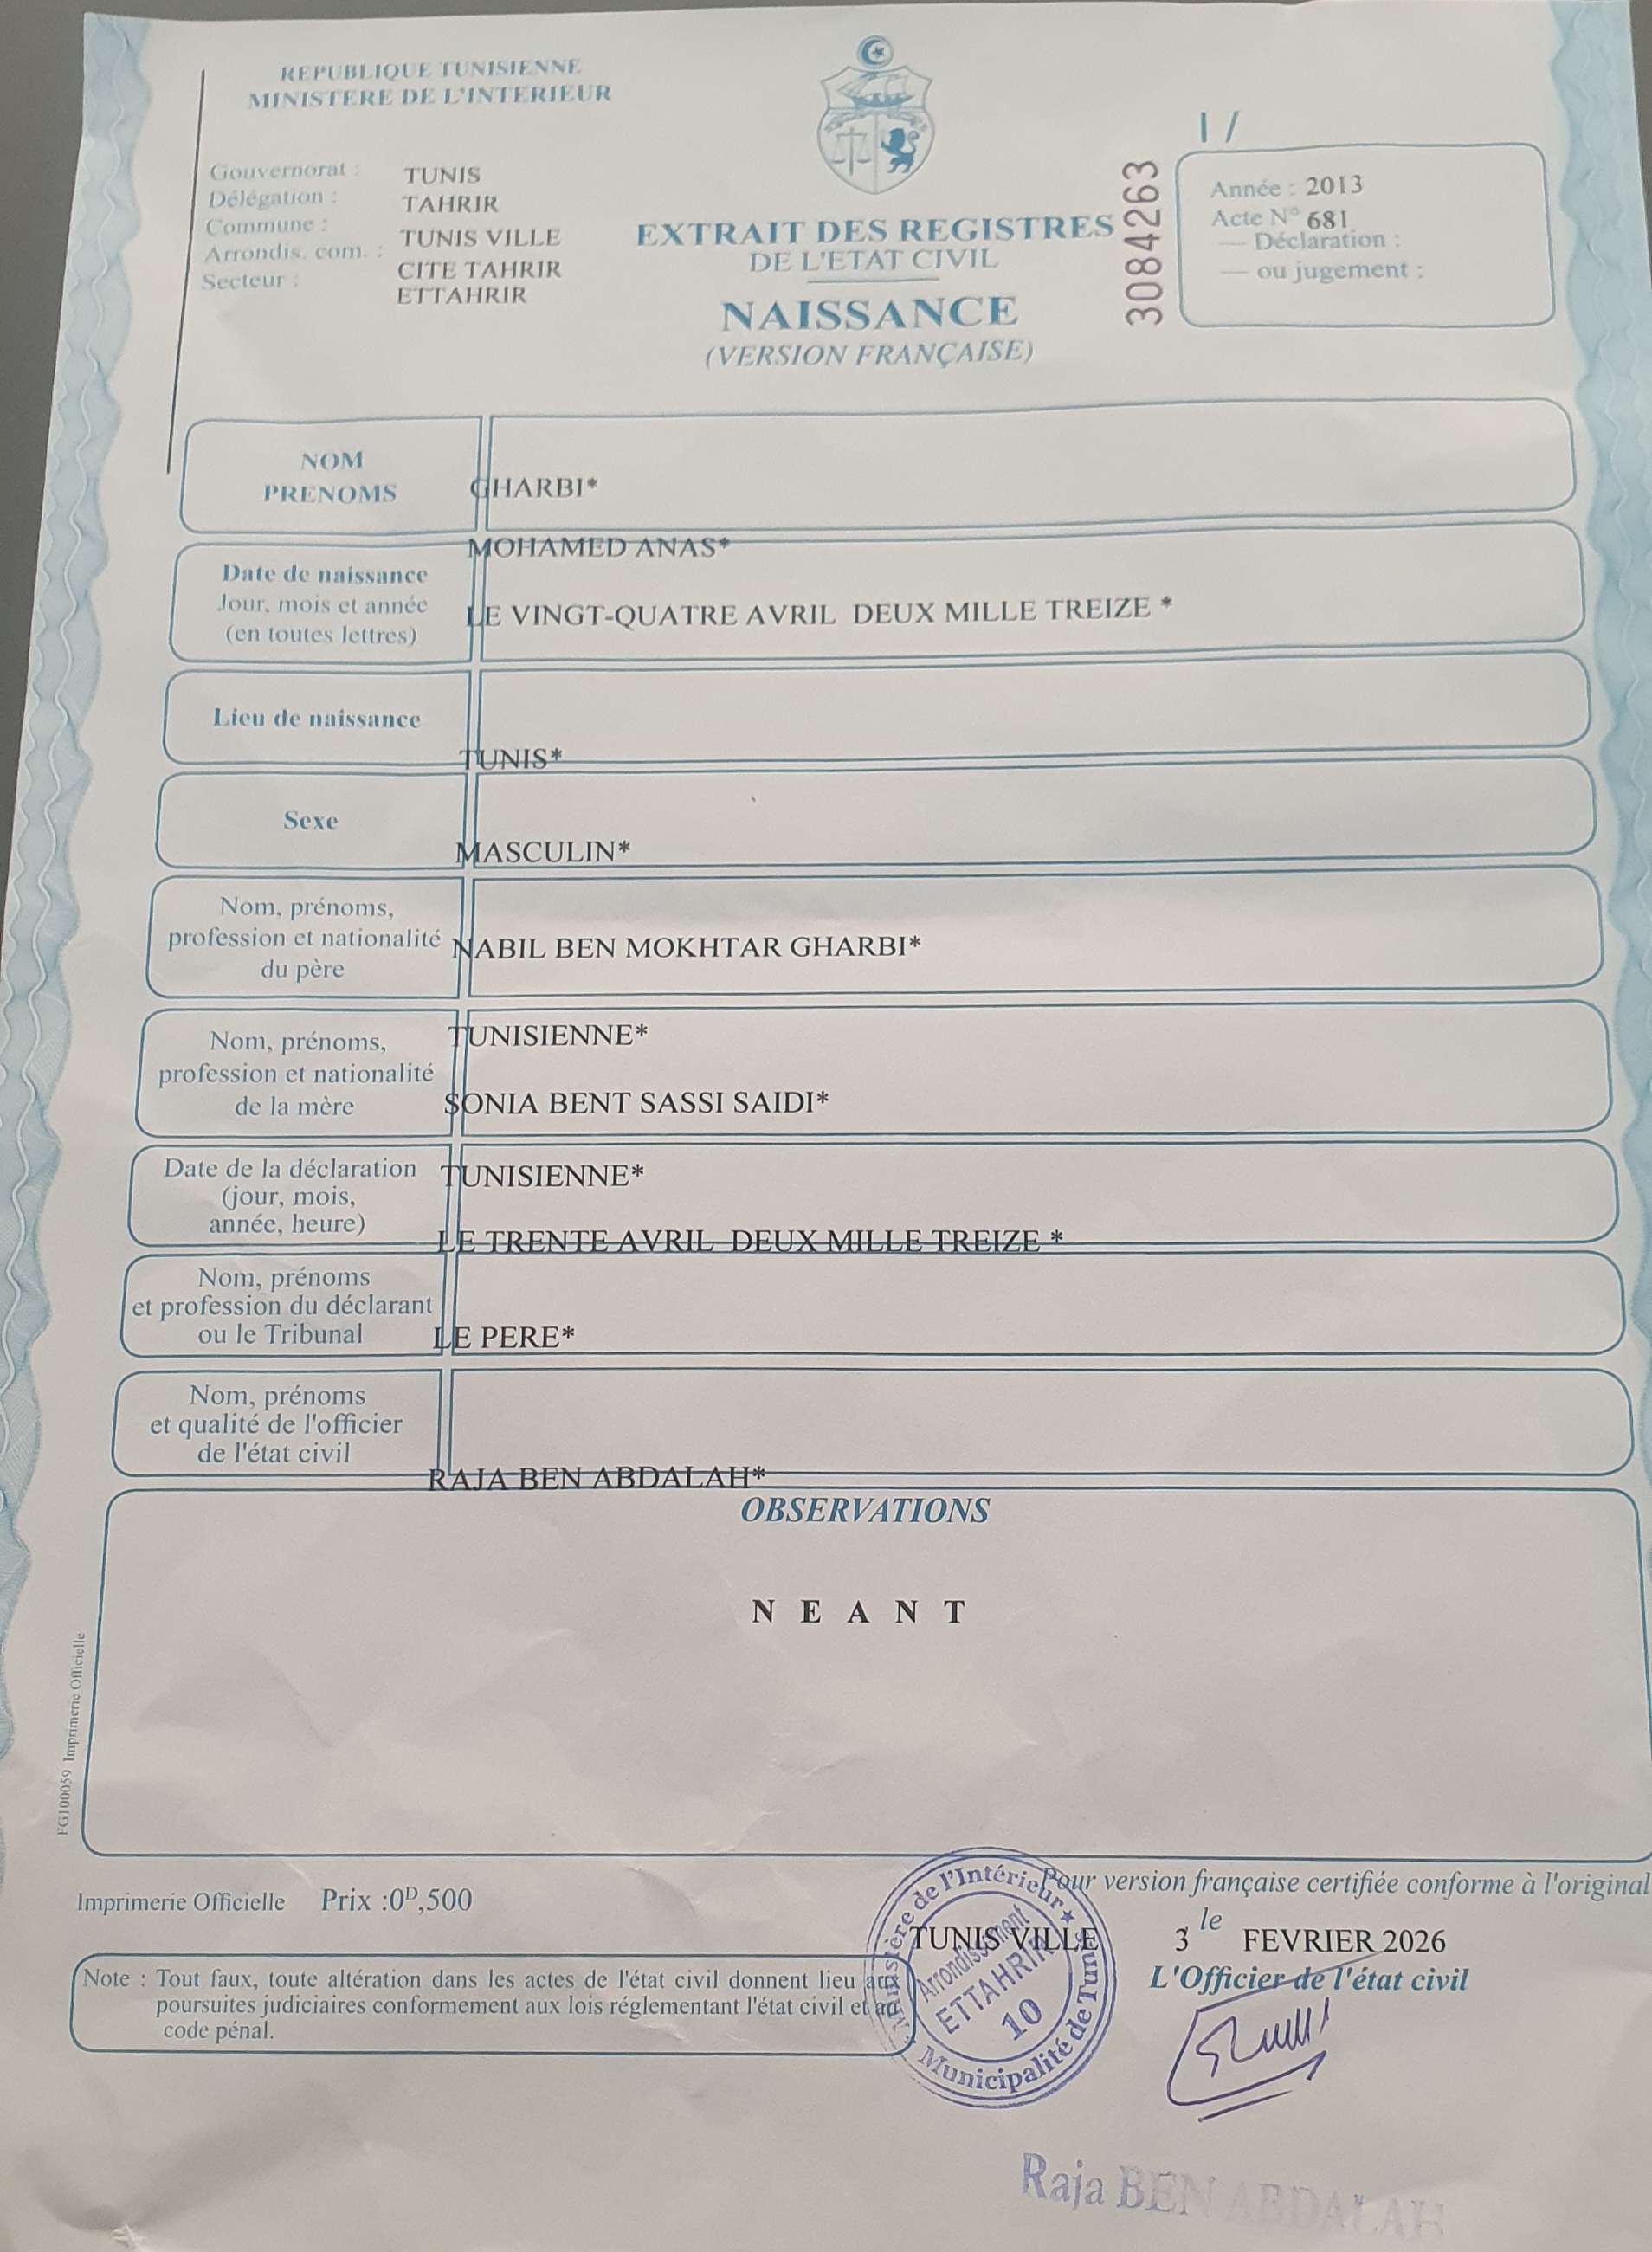 REPUBLIQUE TUNISIENNE
MINISTERE DE L'INTERIEUR
Gouvernorat : TUNIS
Délégation : TAHRIR
Commune : TUNIS VILLE
Arrondis. com. : CITE TAHRIR
Secteur : ETTAHRIR
EXTRAIT DES REGISTRES
DE L'ETAT CIVIL
NAISSANCE
(VERSION FRANÇAISE)
3084263
1 /
Année : 2013
Acte N° 681
— Déclaration :
— ou jugement :
NOM
PRENOMS
GHARBI*
MOHAMED ANAS*
Date de naissance
Jour, mois et année
(en toutes lettres)
LE VINGT-QUATRE AVRIL DEUX MILLE TREIZE *
Lieu de naissance
TUNIS*
Sexe
MASCULIN*
Nom, prénoms,
profession et nationalité
du père
NABIL BEN MOKHTAR GHARBI*
TUNISIENNE*
Nom, prénoms,
profession et nationalité
de la mère
SONIA BENT SASSI SAIDI*
TUNISIENNE*
Date de la déclaration
(jour, mois,
année, heure)
LE TRENTE AVRIL DEUX MILLE TREIZE *
Nom, prénoms
et profession du déclarant
ou le Tribunal
LE PERE*
Nom, prénoms
et qualité de l'officier
de l'état civil
RAJA BEN ABDALAH*
OBSERVATIONS
N E A N T
FG100059 Imprimerie Officielle
Imprimerie Officielle Prix :0D,500
Pour version française certifiée conforme à l'original
TUNIS VILLE 3 le FEVRIER 2026
L'Officier de l'état civil
Note : Tout faux, toute altération dans les actes de l'état civil donnent lieu au
poursuites judiciaires conformement aux lois réglementant l'état civil et au
code pénal.
Ministère de l'Intérieur
Municipalité de Tunis
Arrondissement
ETTAHRIR
10
Raja BEN ABDALAH